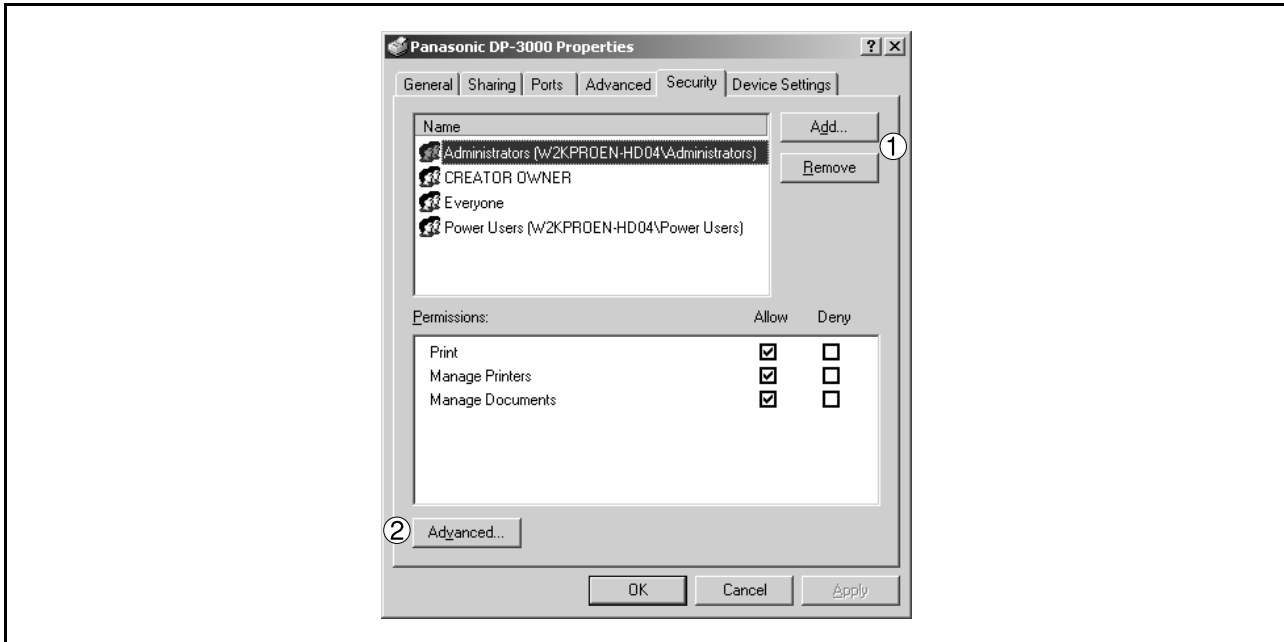 Panasonic DP-3000 Properties
General Sharing Ports Advanced Security Device Settings
Name
Add...
①
Administrators (W2KPROEN-HD04\Administrators)
Remove
CREATOR OWNER
Everyone
Power Users (W2KPROEN-HD04\Power Users)
Permissions: Allow Deny
Print
Manage Printers
Manage Documents
② Advanced...
OK Cancel Apply